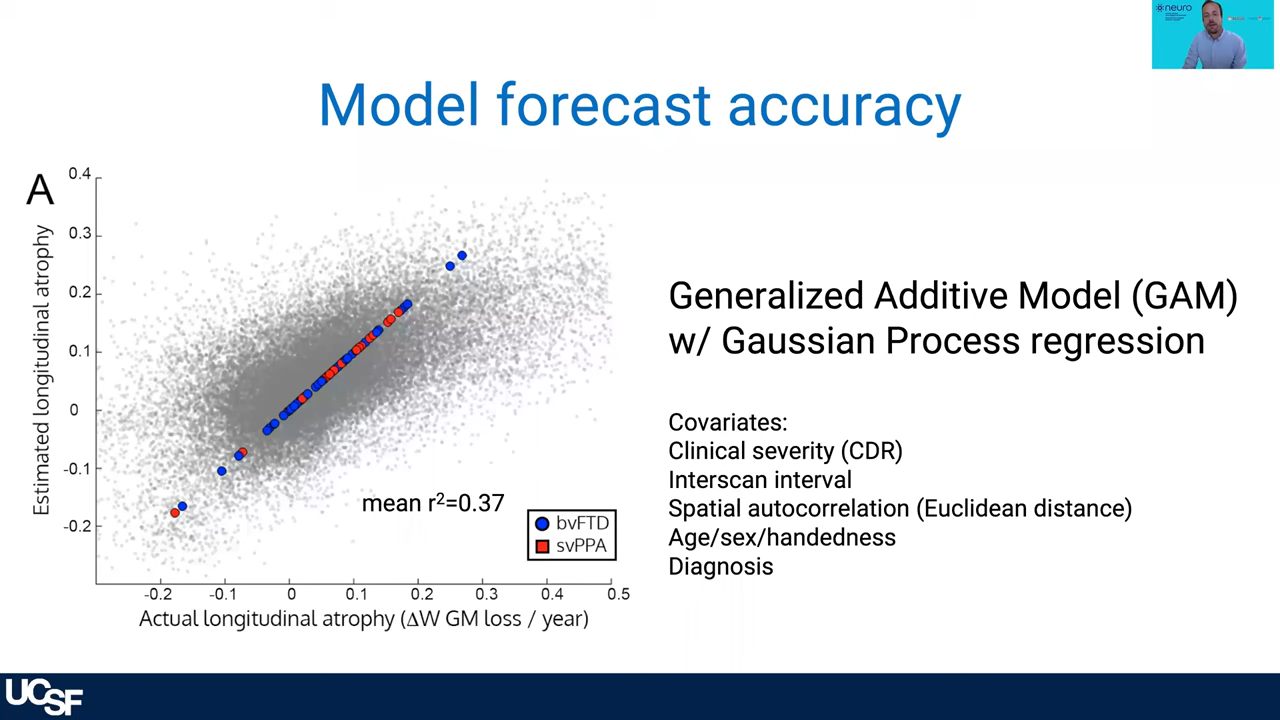 neuro
Model forecast accuracy
A
Estimated longitudinal atrophy
0.4
0.3
0.2
0.1
0
-0.1
-0.2
mean r²=0.37
bvFTD
svPPA
-0.2 -0.1 0 0.1 0.2 0.3 0.4 0.5
Actual longitudinal atrophy (ΔW GM loss / year)
Generalized Additive Model (GAM)
w/ Gaussian Process regression
Covariates:
Clinical severity (CDR)
Interscan interval
Spatial autocorrelation (Euclidean distance)
Age/sex/handedness
Diagnosis
UCSF